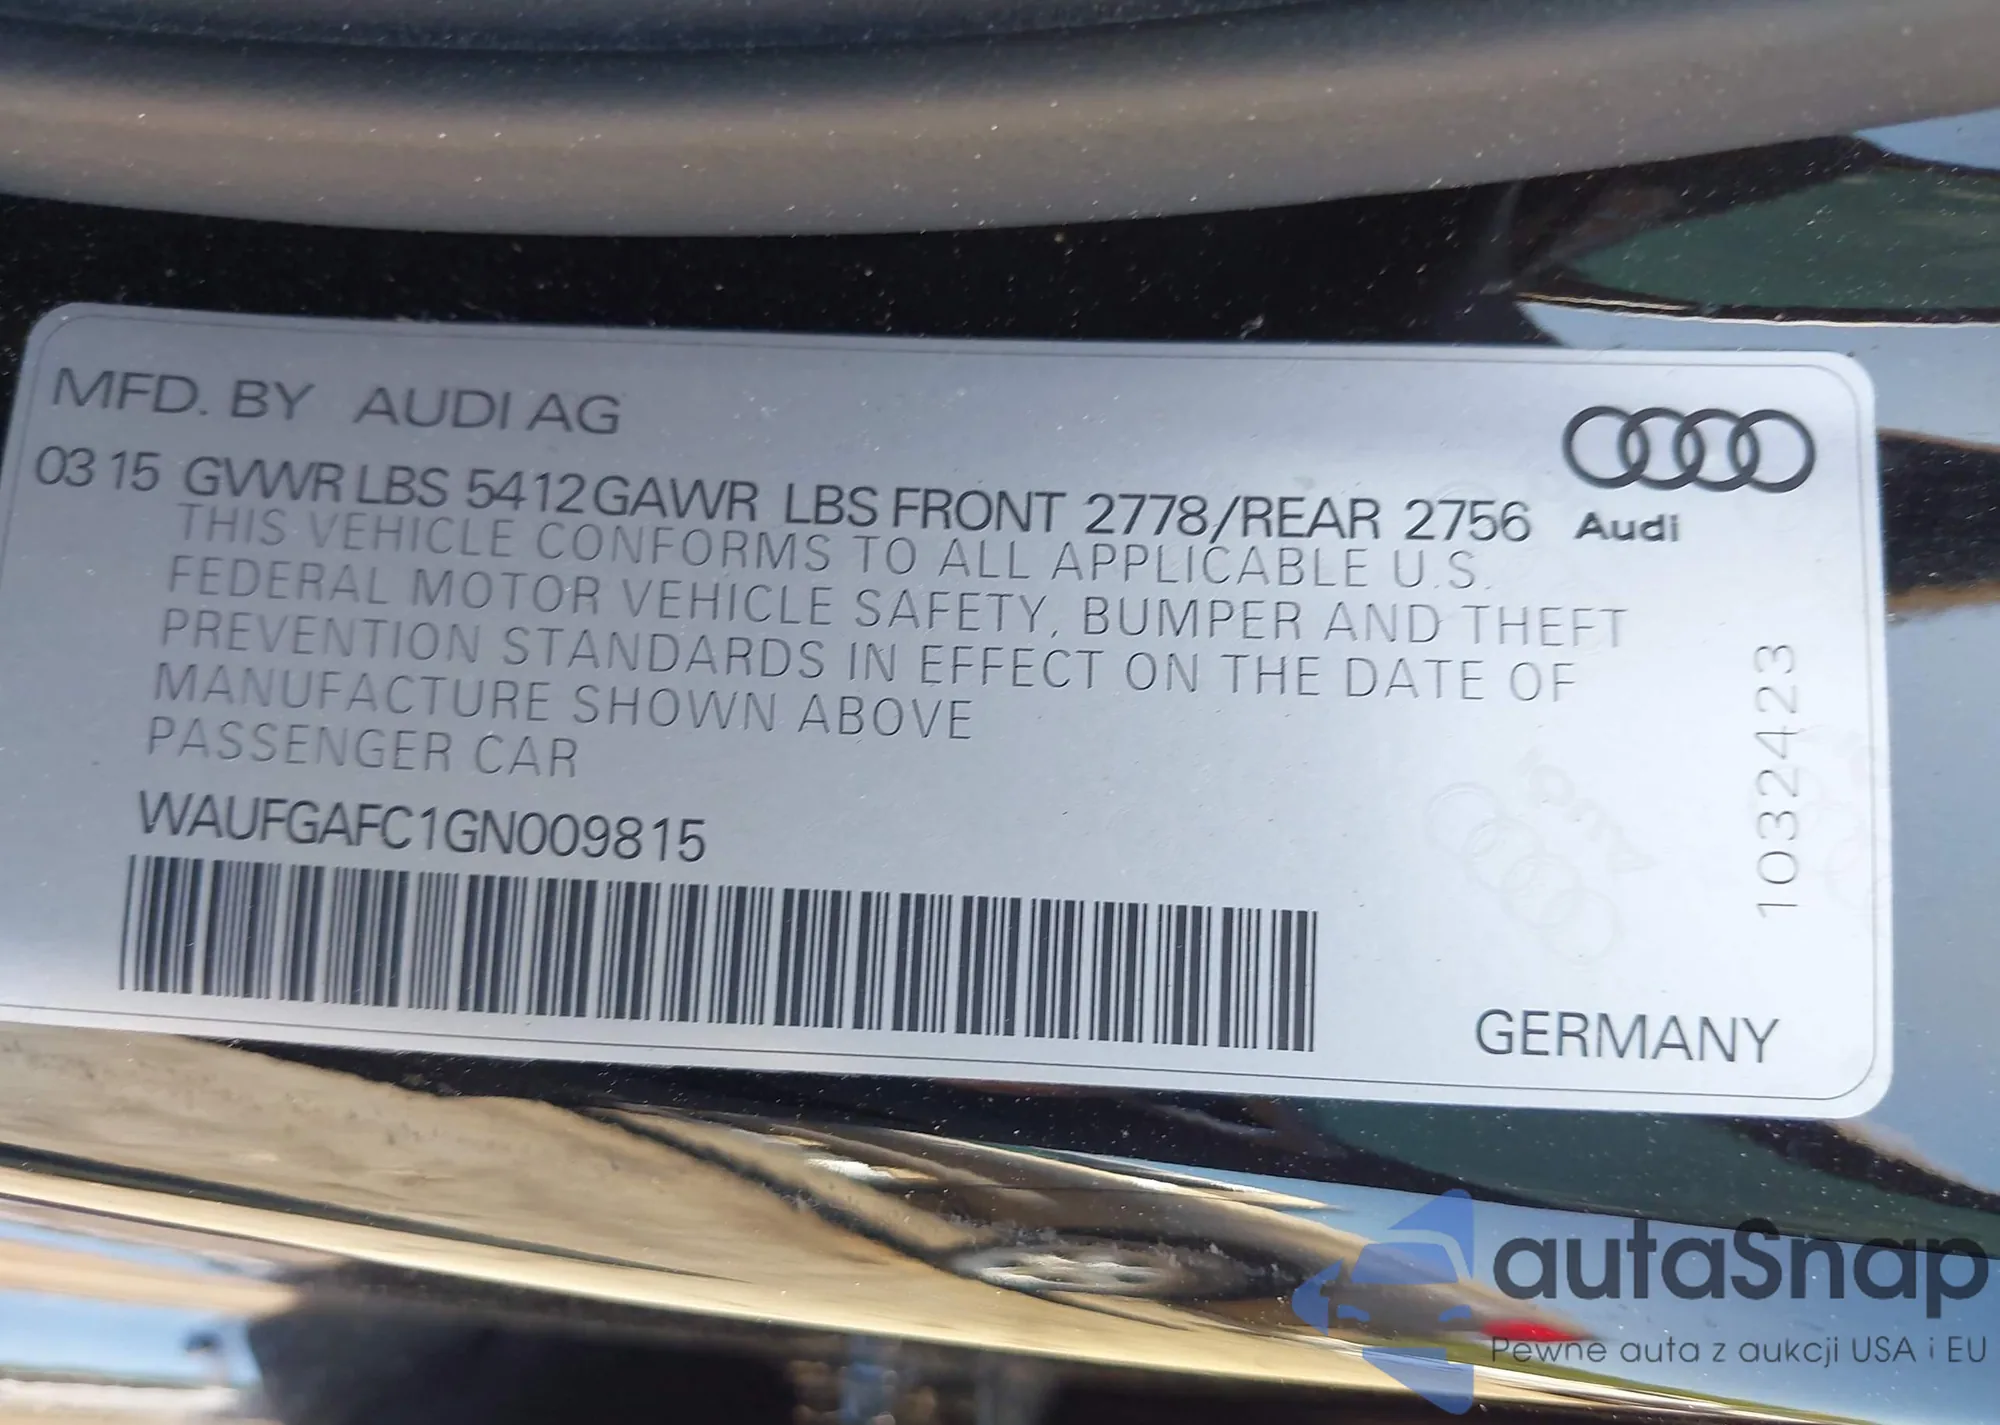 MFD. BY AUDI AG
03 15 GVWR LBS 5412 GAWR LBS FRONT 2778/REAR 2756
Audi
THIS VEHICLE CONFORMS TO ALL APPLICABLE U.S.
FEDERAL MOTOR VEHICLE SAFETY, BUMPER AND THEFT
PREVENTION STANDARDS IN EFFECT ON THE DATE OF
MANUFACTURE SHOWN ABOVE
PASSENGER CAR
WAUFGAFC1GN009815
10324423
GERMANY
autaSnap
Pewne auta z aukcji USA i EU